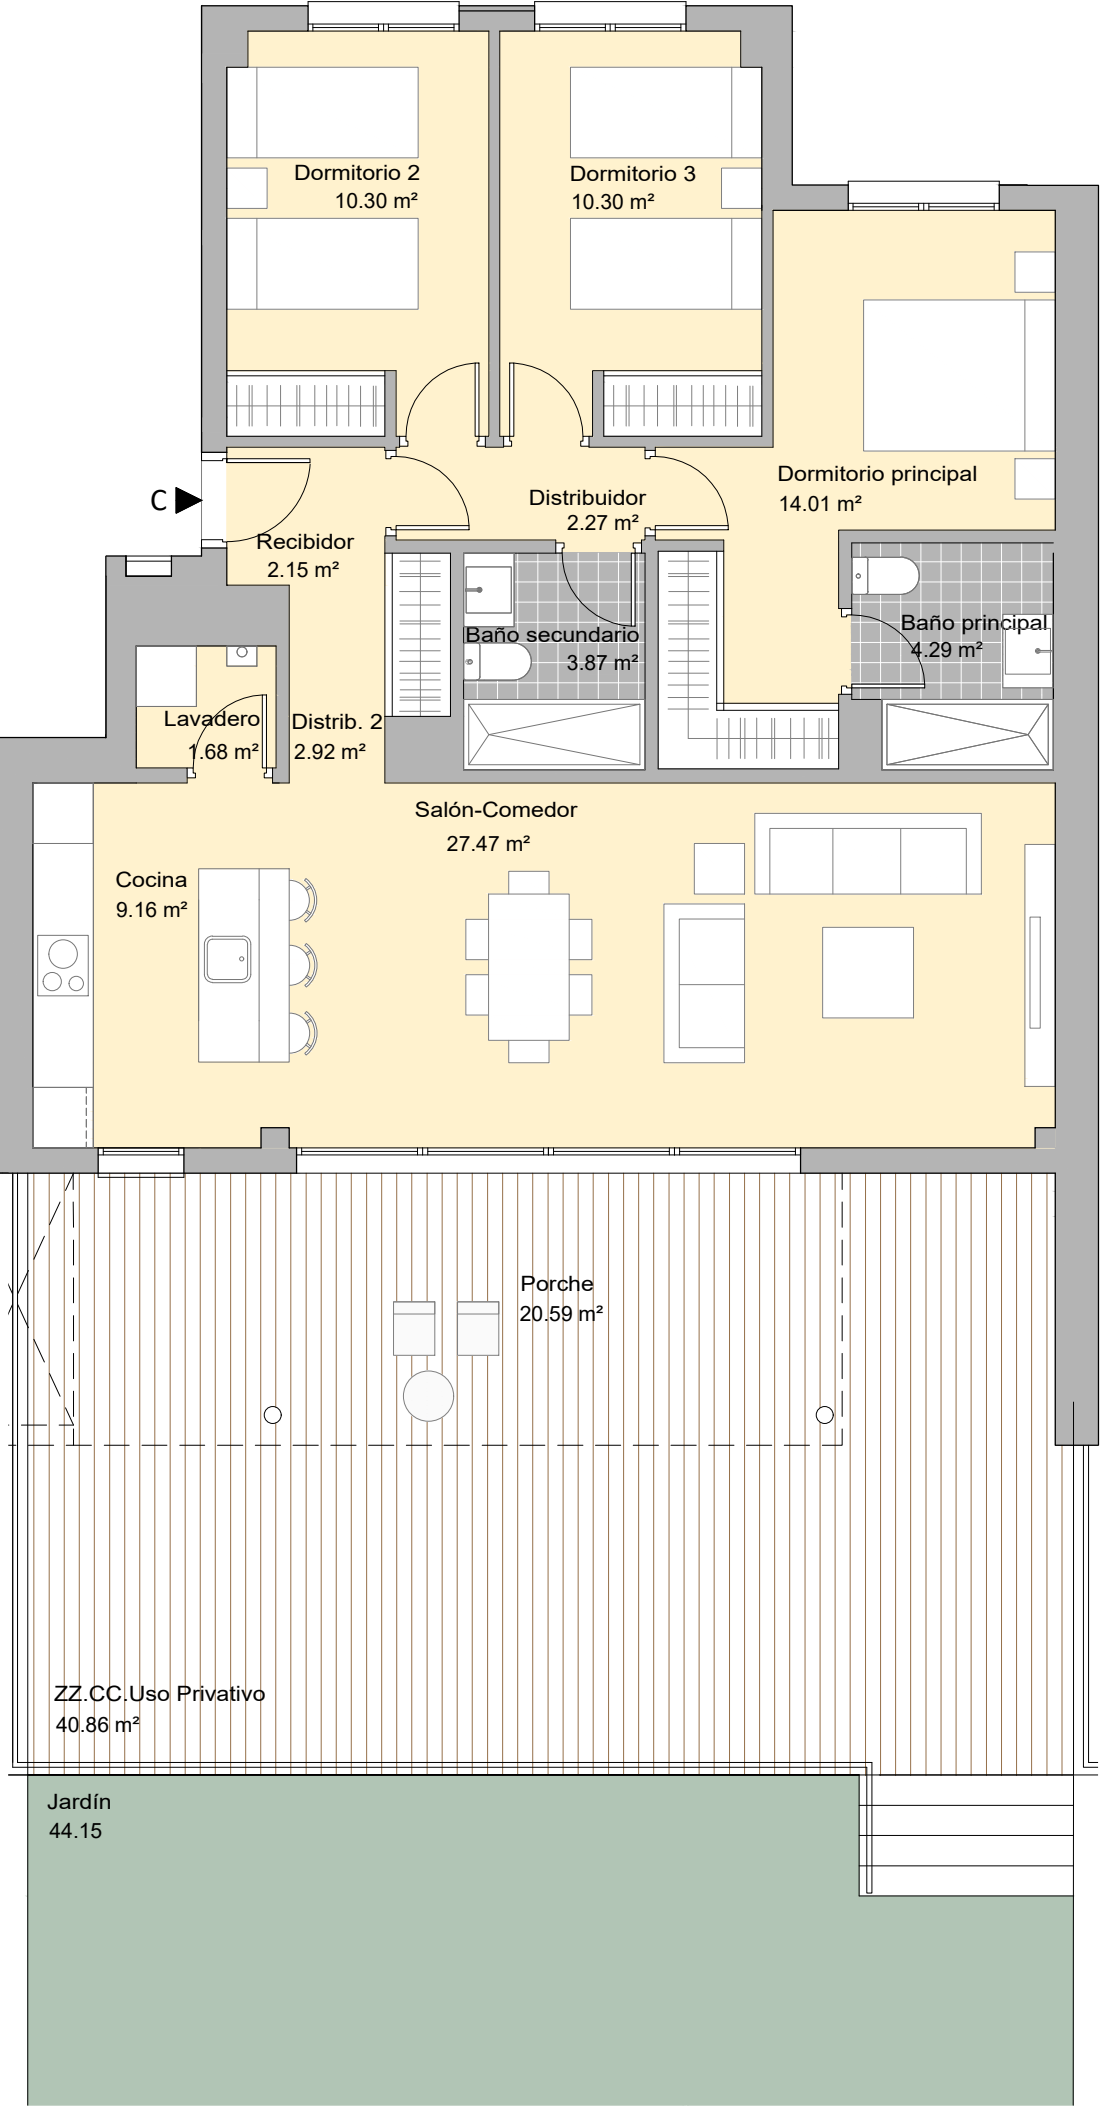 Dormitorio 2
10.30 m²
Dormitorio 3
10.30 m²
Dormitorio principal
14.01 m²
C
Distribuidor
2.27 m²
Recibidor
2.15 m²
Baño secundario
3.87 m²
Baño principal
4.29 m²
Lavadero
1.68 m²
Distrib. 2
2.92 m²
Salón-Comedor
27.47 m²
Cocina
9.16 m²
Porche
20.59 m²
ZZ.CC.Uso Privativo
40.86 m²
Jardín
44.15